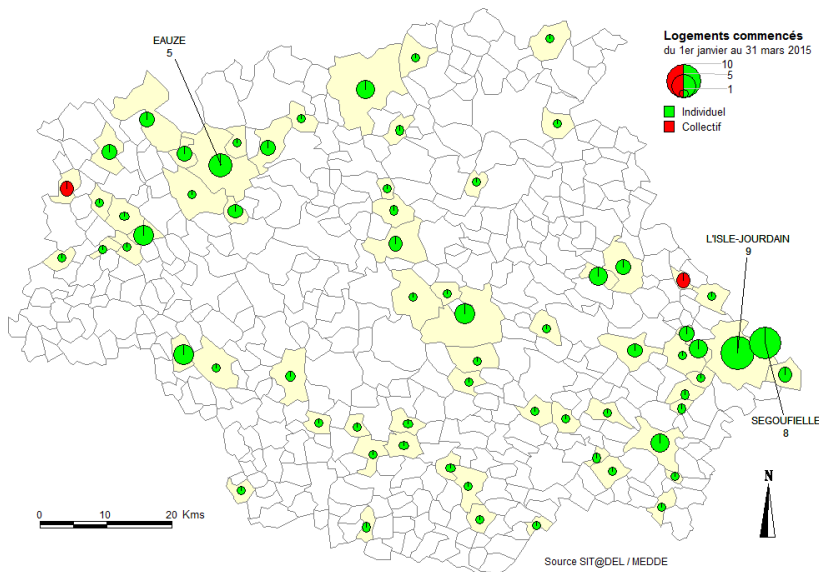 EAUZE
5
Logements commencés
du 1er janvier au 31 mars 2015
10
5
1
Individuel
Collectif
L'ISLE-JOURDAIN
9
SEGOUFIELLE
8
N
0 10 20 Kms
Source SIT@DEL / MEDDE